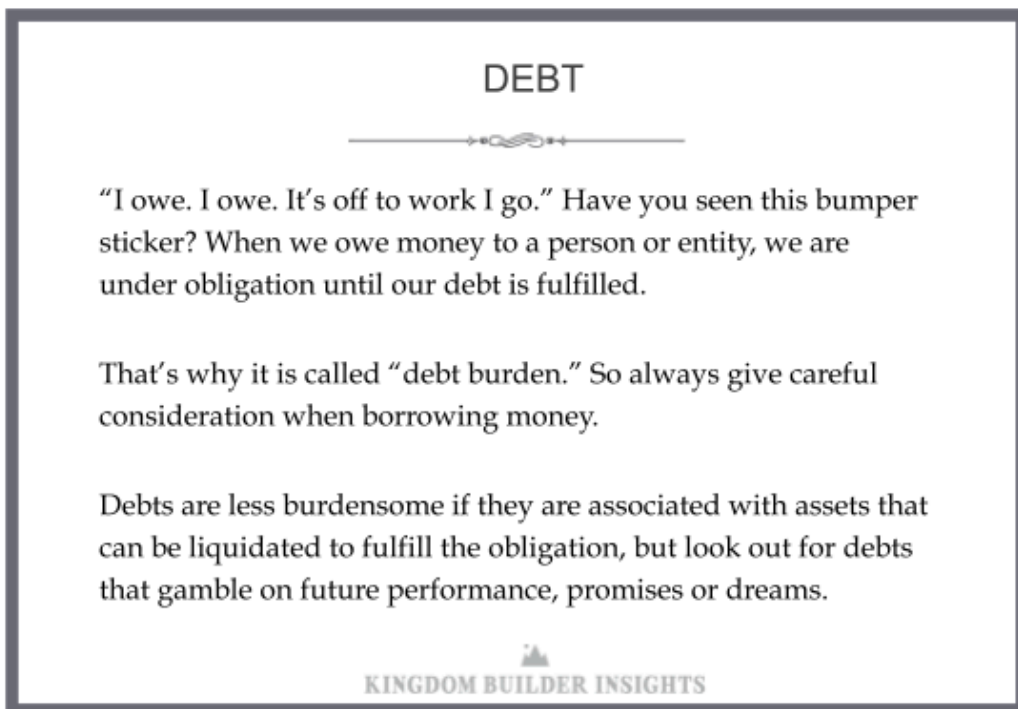 DEBT
“I owe. I owe. It’s off to work I go.” Have you seen this bumper
sticker? When we owe money to a person or entity, we are
under obligation until our debt is fulfilled.
That’s why it is called “debt burden.” So always give careful
consideration when borrowing money.
Debts are less burdensome if they are associated with assets that
can be liquidated to fulfill the obligation, but look out for debts
that gamble on future performance, promises or dreams.
KINGDOM BUILDER INSIGHTS